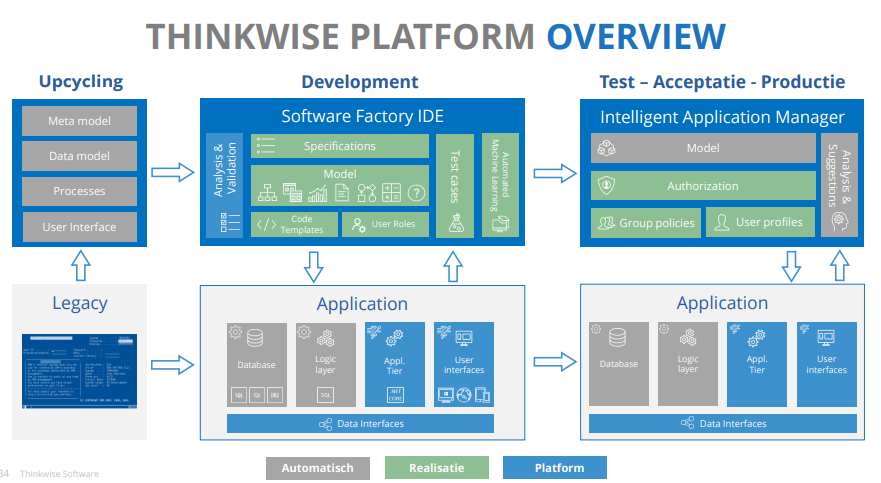 THINKWISE PLATFORM OVERVIEW
Upcycling
Meta model
Data model
Processes
User Interface
Legacy
Development
Software Factory IDE
Analysis &
Validation
Specifications
Model
Code
Templates
User Roles
Test cases
Automated
Machine Learning
Application
Database
SQL
Logic
layer
Appl.
Tier
.NET
CORE
User
interfaces
Data Interfaces
Test – Acceptatie - Productie
Intelligent Application Manager
Model
Authorization
Group policies
User profiles
Analysis &
Suggestions
Application
Database
Logic
layer
Appl.
Tier
User
interfaces
Data Interfaces
Automatisch
Realisatie
Platform
34 Thinkwise Software